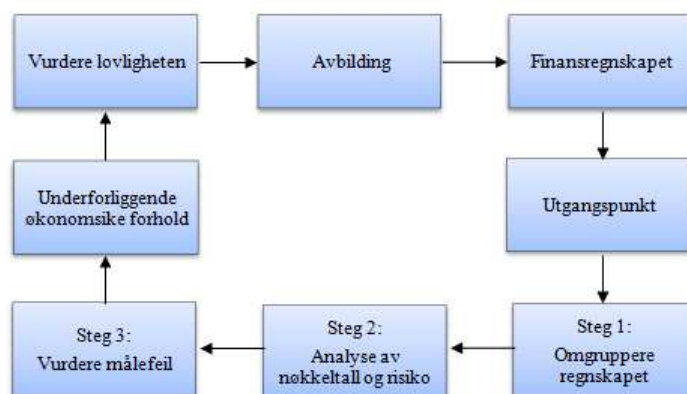 Vurdere lovligheten
Avbilding
Finansregnskapet
Underforliggende
økonomsike forhold
Utgangspunkt
Steg 3:
Vurdere målefeil
Steg 2:
Analyse av
nøkkeltall og risiko
Steg 1:
Omgruppere
regnskapet